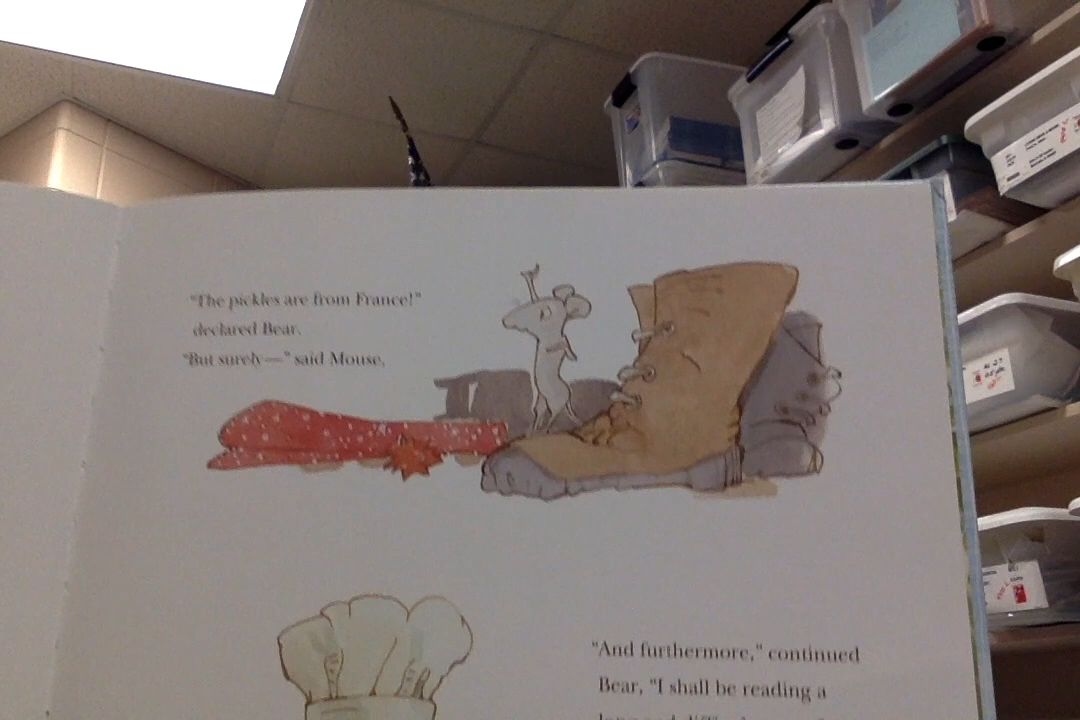 "The pickles are from France!"
declared Bear.
"But surely—" said Mouse.
"And furthermore," continued
Bear, "I shall be reading a